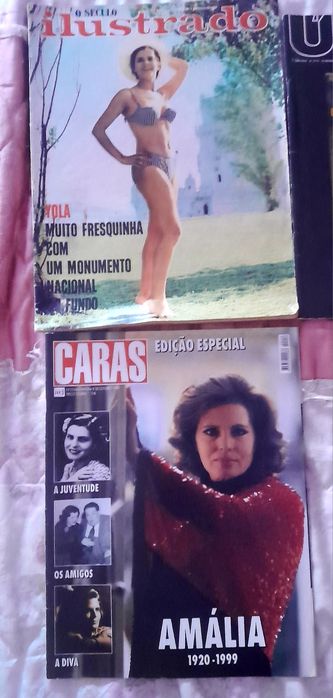 O SECULO
ilustrado
YOLA
MUITO FRESQUINHA
COM
UM MONUMENTO
NACIONAL
FUNDO
CARAS
EDIÇÃO ESPECIAL
A JUVENTUDE
OS AMIGOS
A DIVA
AMÁLIA
1920-1999